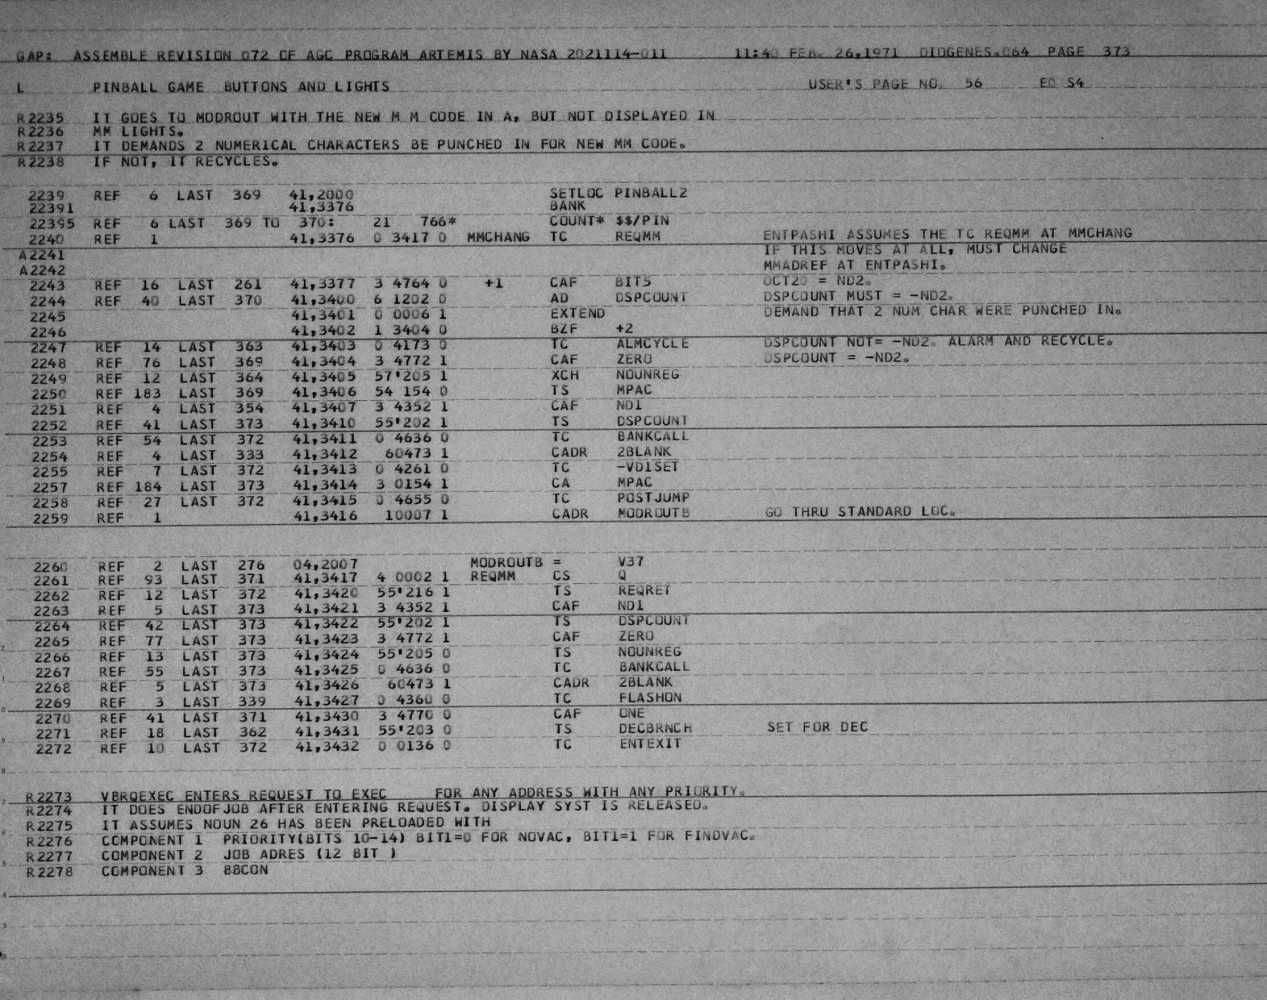 GAP: ASSEMBLE REVISION 072 OF AGC PROGRAM ARTEMIS BY NASA 2021114-011 11:40 FEB. 26,1971 DIOGENES.064 PAGE 373
L PINBALL GAME BUTTONS AND LIGHTS USER'S PAGE NO. 56 ED S4
R2235 IT GOES TO MODROUT WITH THE NEW M M CODE IN A, BUT NOT DISPLAYED IN
R2236 MM LIGHTS.
R2237 IT DEMANDS 2 NUMERICAL CHARACTERS BE PUNCHED IN FOR NEW MM CODE.
R2238 IF NOT, IT RECYCLES.
2239 REF 6 LAST 369 41,2000 SETLOC PINBALL2
22391 41,3376 BANK
22395 REF 6 LAST 369 TO 370: 21 766* COUNT* $$/PIN
2240 REF 1 41,3376 0 3417 0 MMCHANG TC REQMM ENTPASHI ASSUMES THE TC REQMM AT MMCHANG
A2241 IF THIS MOVES AT ALL, MUST CHANGE
A2242 MMADREF AT ENTPASHI.
2243 REF 16 LAST 261 41,3377 3 4764 0 +1 CAF BIT5 OCT20 = ND2.
2244 REF 40 LAST 370 41,3400 6 1202 0 AD DSPCOUNT DSPCOUNT MUST = -ND2.
2245 41,3401 0 0006 1 EXTEND DEMAND THAT 2 NUM CHAR WERE PUNCHED IN.
2246 41,3402 1 3404 0 BZF +2
2247 REF 14 LAST 363 41,3403 0 4173 0 TC ALMCYCLE DSPCOUNT NOT= -ND2. ALARM AND RECYCLE.
2248 REF 76 LAST 369 41,3404 3 4772 1 CAF ZERO DSPCOUNT = -ND2.
2249 REF 12 LAST 364 41,3405 57'205 1 XCH NOUNREG
2250 REF 183 LAST 369 41,3406 54 154 0 TS MPAC
2251 REF 4 LAST 354 41,3407 3 4352 1 CAF ND1
2252 REF 41 LAST 373 41,3410 55'202 1 TS DSPCOUNT
2253 REF 54 LAST 372 41,3411 0 4636 0 TC BANKCALL
2254 REF 4 LAST 333 41,3412 60473 1 CADR 2BLANK
2255 REF 7 LAST 372 41,3413 0 4261 0 TC -VD1SET
2257 REF 184 LAST 373 41,3414 3 0154 1 CA MPAC
2258 REF 27 LAST 372 41,3415 0 4655 0 TC POSTJUMP
2259 REF 1 41,3416 10007 1 CADR MODROUTB GO THRU STANDARD LOC.
2260 REF 2 LAST 276 04,2007 MODROUTB = V37
2261 REF 93 LAST 371 41,3417 4 0002 1 REQMM CS Q
2262 REF 12 LAST 372 41,3420 55'216 1 TS REQRET
2263 REF 5 LAST 373 41,3421 3 4352 1 CAF ND1
2264 REF 42 LAST 373 41,3422 55'202 1 TS DSPCOUNT
2265 REF 77 LAST 373 41,3423 3 4772 1 CAF ZERO
2266 REF 13 LAST 373 41,3424 55'205 0 TS NOUNREG
2267 REF 55 LAST 373 41,3425 0 4636 0 TC BANKCALL
2268 REF 5 LAST 373 41,3426 60473 1 CADR 2BLANK
2269 REF 3 LAST 339 41,3427 0 4360 0 TC FLASHON
2270 REF 41 LAST 371 41,3430 3 4770 0 CAF ONE
2271 REF 18 LAST 362 41,3431 55'203 0 TS DECBRNCH SET FOR DEC
2272 REF 10 LAST 372 41,3432 0 0136 0 TC ENTEXIT
R2273 VBRQEXEC ENTERS REQUEST TO EXEC FOR ANY ADDRESS WITH ANY PRIORITY.
R2274 IT DOES ENDOFJOB AFTER ENTERING REQUEST. DISPLAY SYST IS RELEASED.
R2275 IT ASSUMES NOUN 26 HAS BEEN PRELOADED WITH
R2276 COMPONENT 1 PRIORITY(BITS 10-14) BIT1=0 FOR NOVAC, BIT1=1 FOR FINDVAC.
R2277 COMPONENT 2 JOB ADRES (12 BIT )
R2278 COMPONENT 3 BBCON